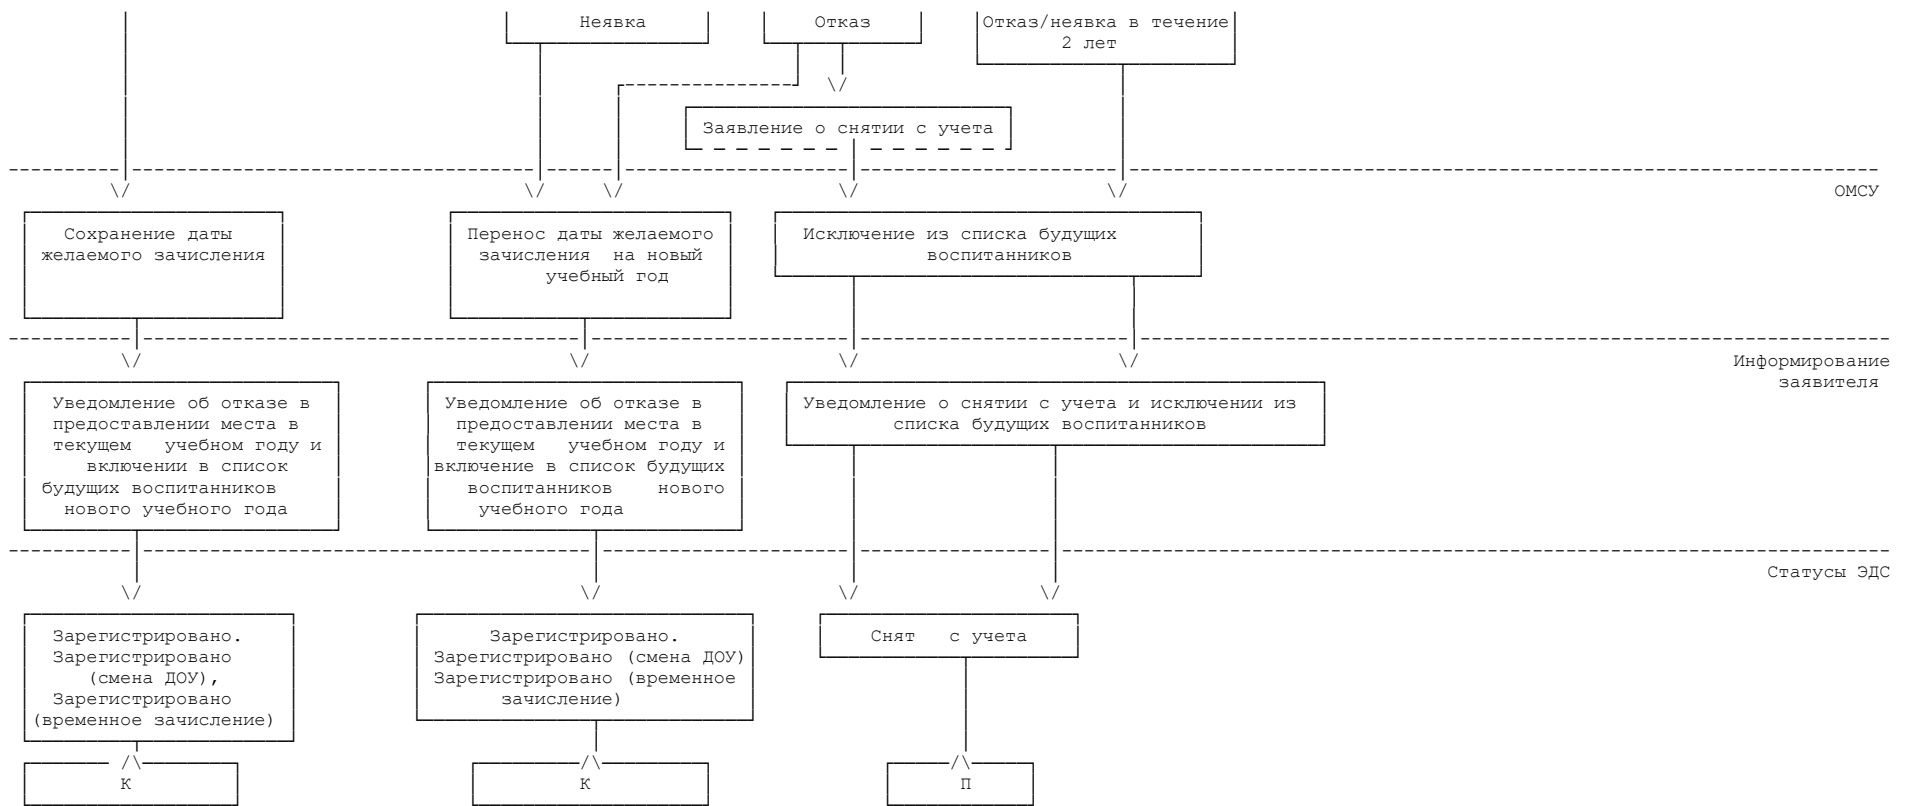 Неявка
Отказ
Отказ/неявка в течение
2 лет
Заявление о снятии с учета
ОМСУ
Сохранение даты
желаемого зачисления
Перенос даты желаемого
зачисления на новый
учебный год
Исключение из списка будущих
воспитанников
Информирование
заявителя
Уведомление об отказе в
предоставлении места в
текущем учебном году и
включении в список
будущих воспитанников
нового учебного года
Уведомление об отказе в
предоставлении места в
текущем учебном году и
включение в список будущих
воспитанников нового
учебного года
Уведомление о снятии с учета и исключении из
списка будущих воспитанников
Статусы ЭДС
Зарегистрировано.
Зарегистрировано
(смена ДОУ),
Зарегистрировано
(временное зачисление)
Зарегистрировано.
Зарегистрировано (смена ДОУ)
Зарегистрировано (временное
зачисление)
Снят с учета
К
К
П